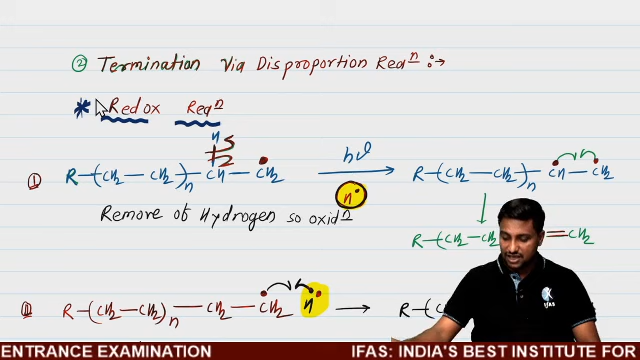 ② Termination Via Disproportion Reaⁿ :→
* Redox Reaⁿ
① R-(CH₂-CH₂)n-CH-CH₂• hν R-(CH₂-CH₂)n-CH-CH₂
H
H•
Remove of Hydrogen so oxidⁿ
R-(CH₂-CH₂ =CH₂
② R-(CH₂-CH₂)n-CH₂-CH₂ H• → R-(C
ENTRANCE EXAMINATION IFAS: INDIA'S BEST INSTITUTE FOR
ifas